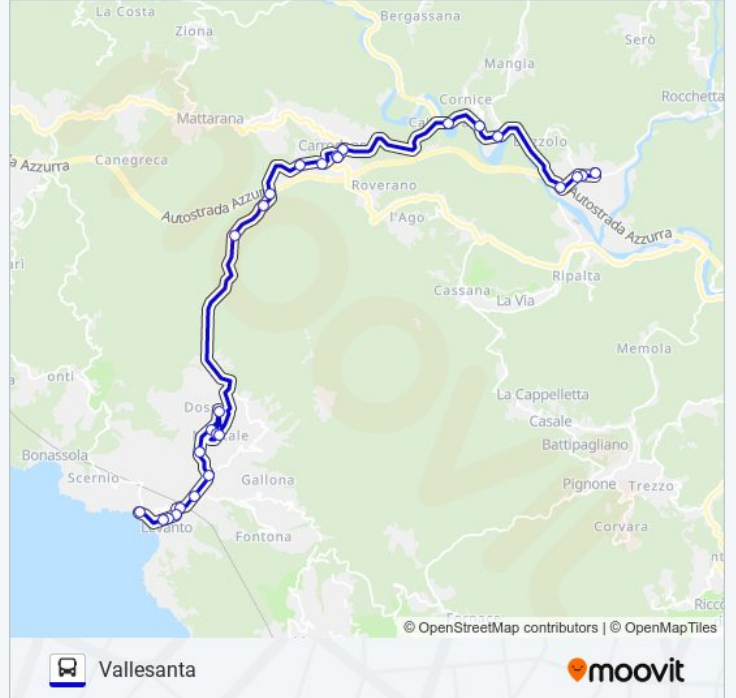 La Costa
Bergassana
Ziona
Serò
Mangia
Rocchetta
Cornice
Mattarana
a Azzurra
Canegreca
Roverano
Autostrada Azzu
l'Ago
Autostrada Azzurra
Ripalta
Cassana
La Via
Memola
onti
La Cappelletta
Casale
Battipagliano
Bonassola
Scernio
Gallona
Pignone
Trezzo
Corvara
Levanto
Fontona
© OpenStreetMap contributors | © OpenMapTiles
Vallesanta
moovit